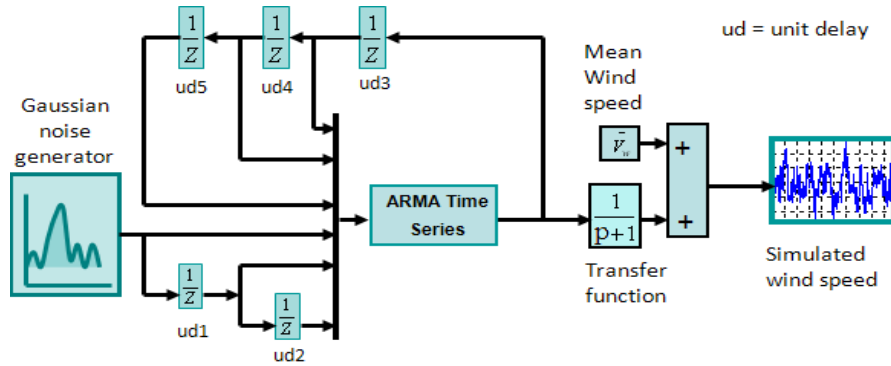 1
Z
1
Z
1
Z
ud = unit delay
ud5
ud4
ud3
Mean
Wind
speed
Gaussian
noise
generator
V̄w
+
ARMA Time
Series
1
p+1
+
1
Z
1
Z
ud1
ud2
Transfer
function
Simulated
wind speed